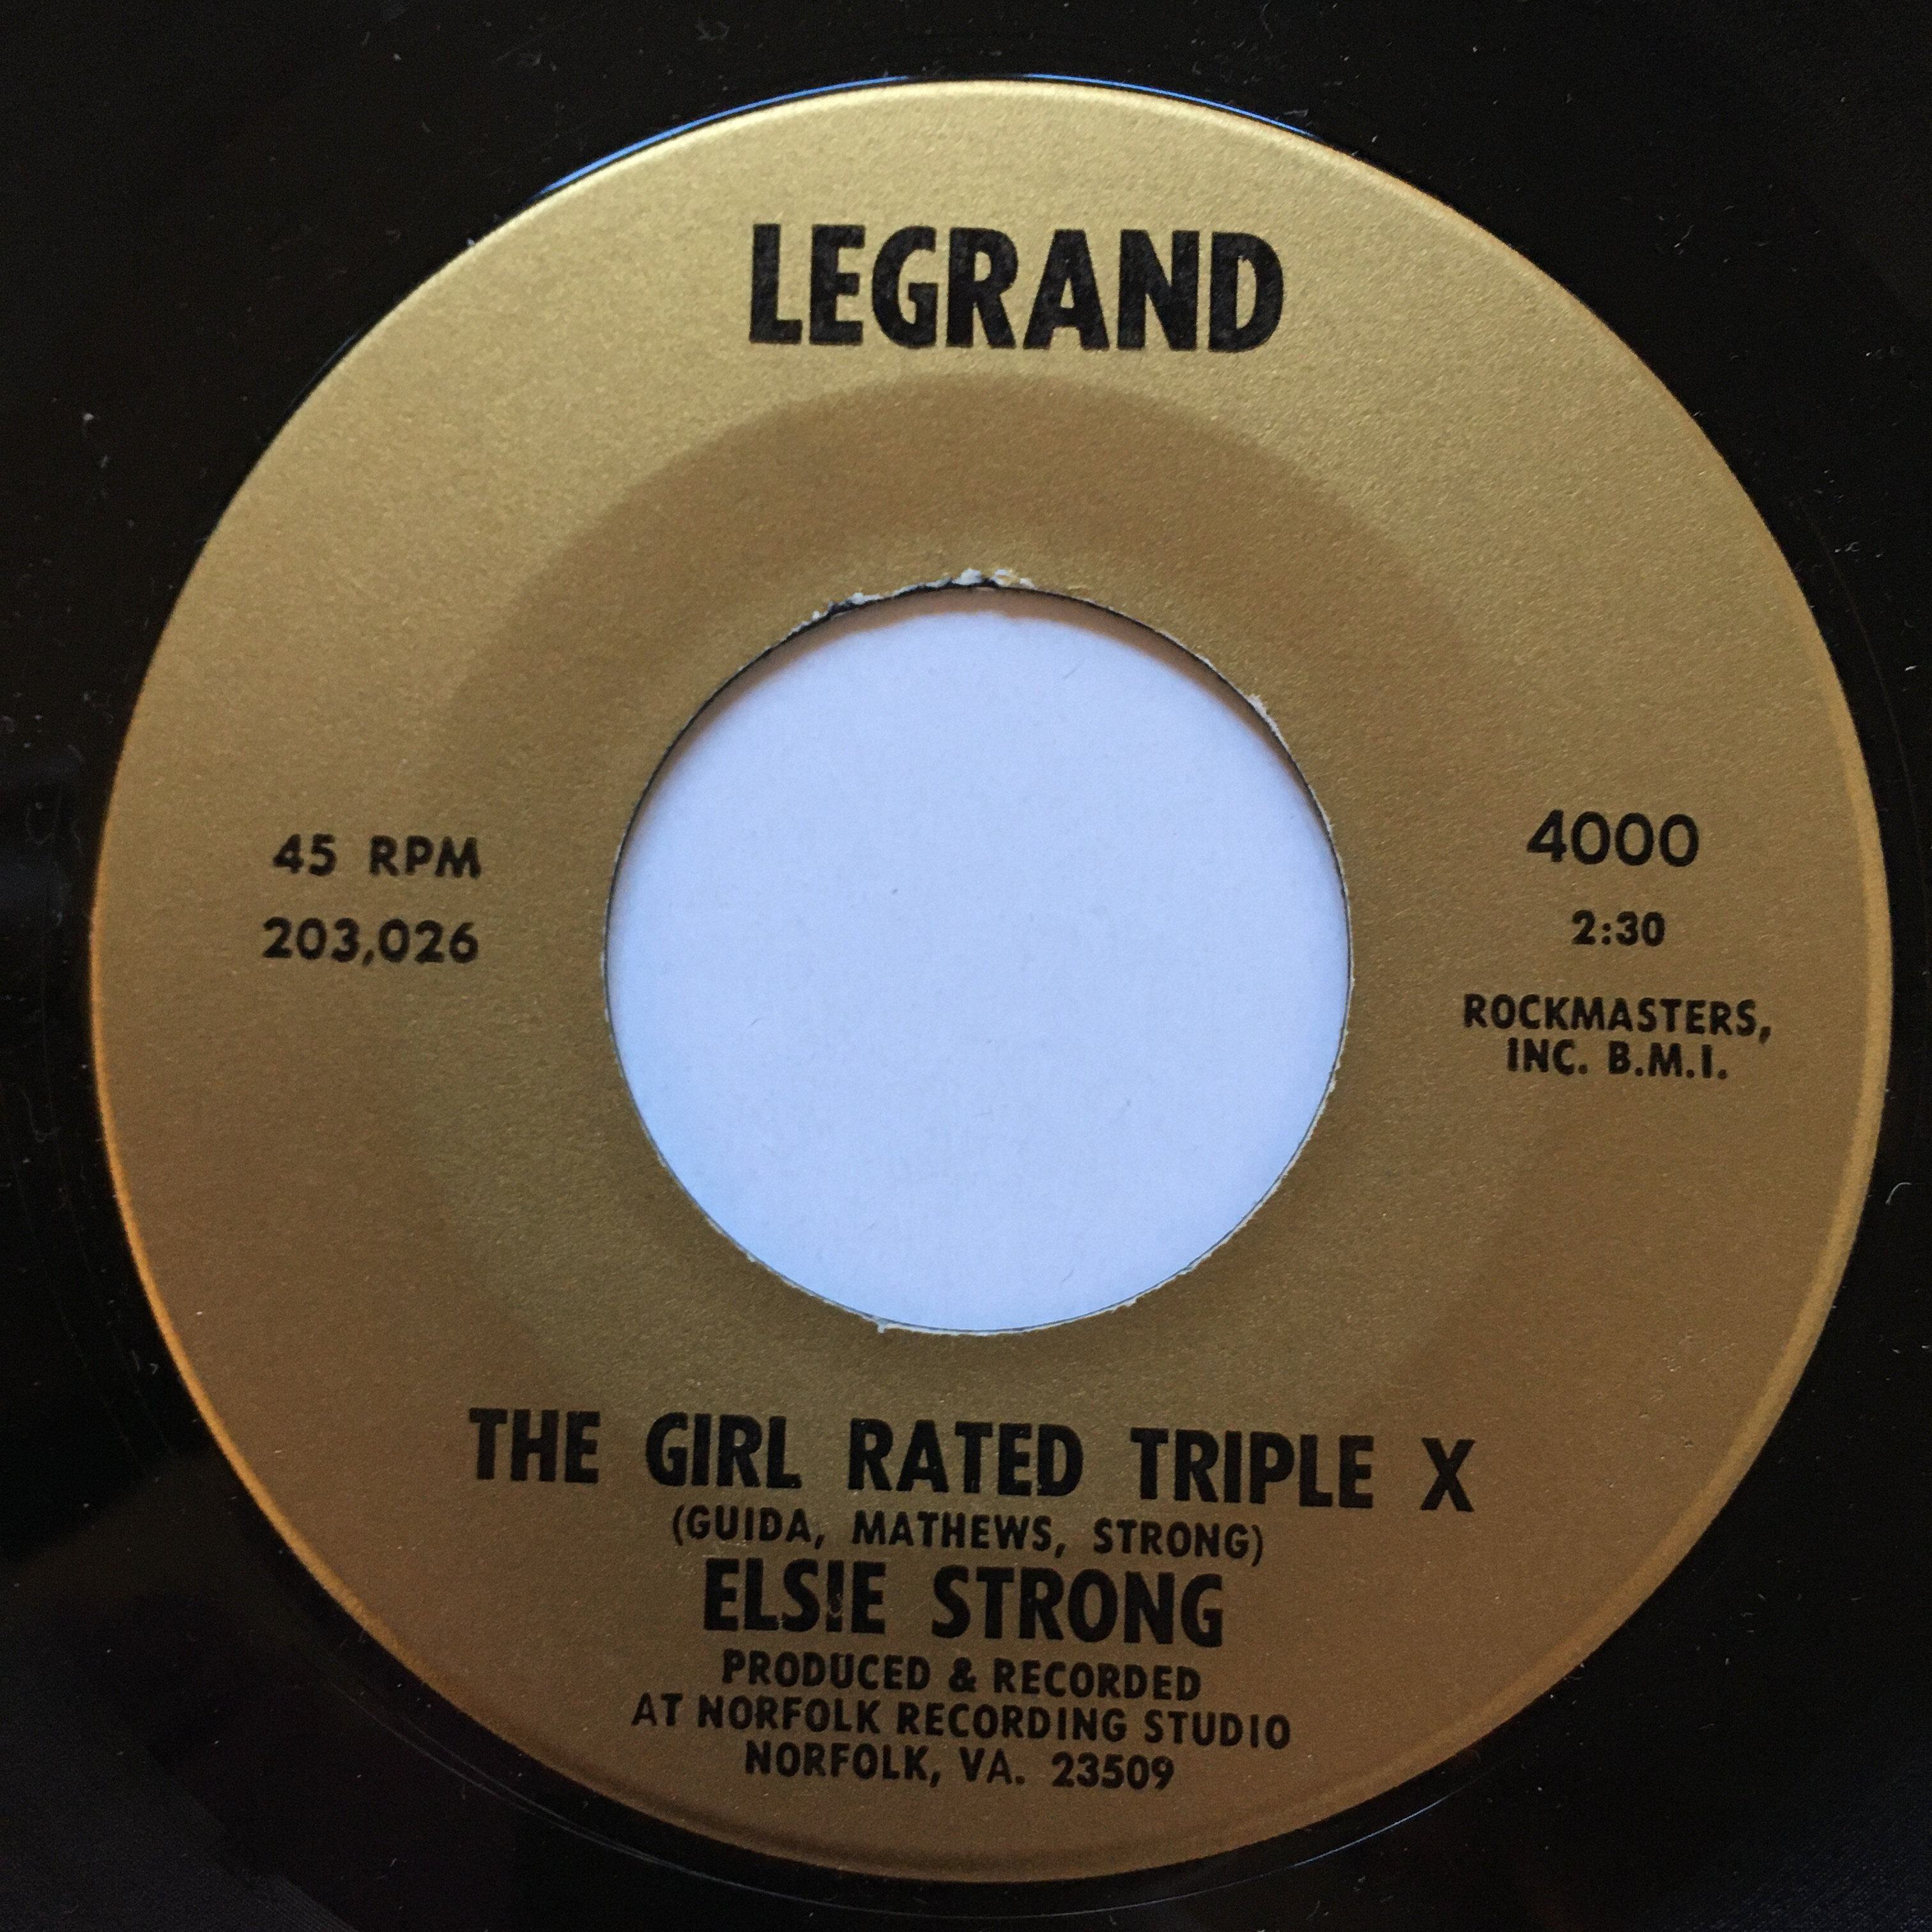 LEGRAND
45 RPM
203,026
4000
2:30
ROCKMASTERS,
INC. B.M.I.
THE GIRL RATED TRIPLE X
(GUIDA, MATHEWS, STRONG)
ELSIE STRONG
PRODUCED & RECORDED
AT NORFOLK RECORDING STUDIO
NORFOLK, VA. 23509